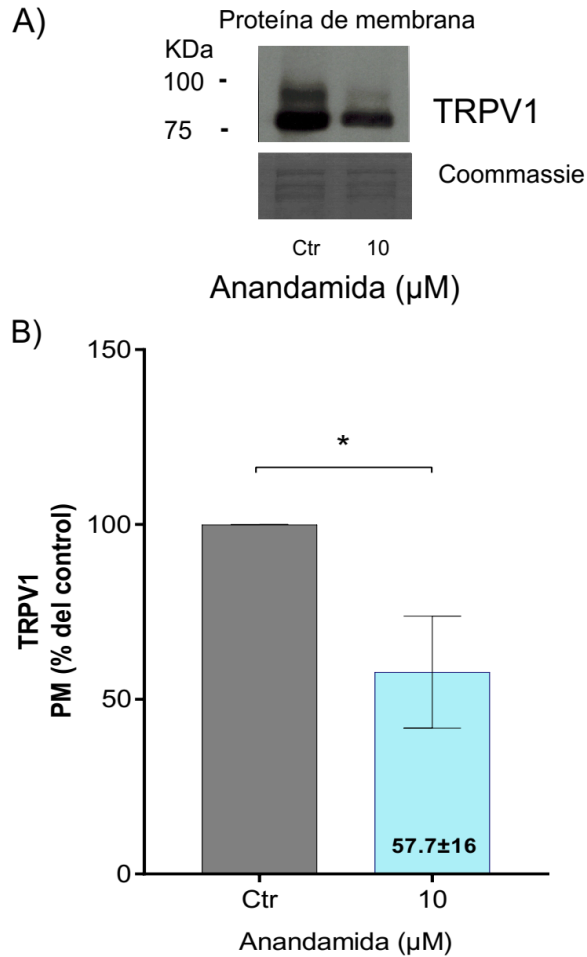 A)
Proteína de membrana
KDa
100 -
75 -
TRPV1
Coommassie
Ctr 10
Anandamida (µM)
B)
150
*
100
50
0
TRPV1
PM (% del control)
57.7±16
Ctr 10
Anandamida (µM)